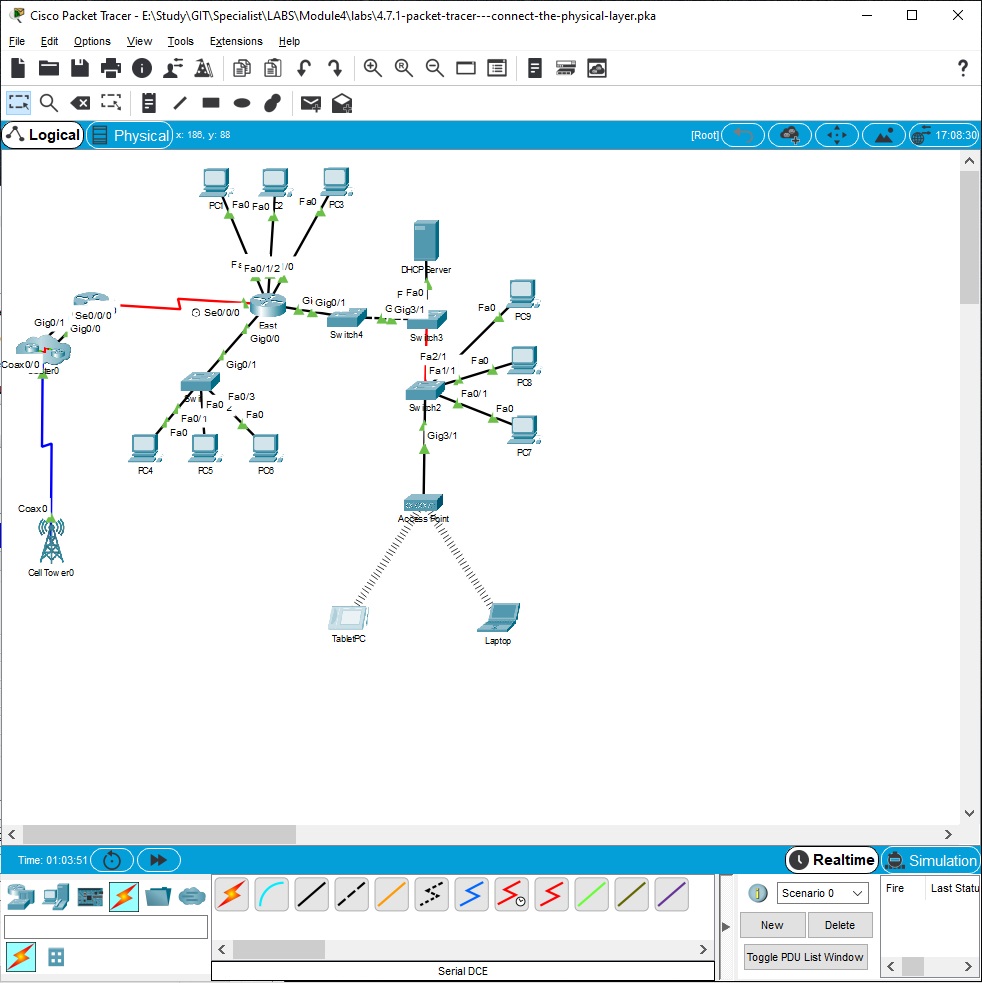 Cisco Packet Tracer - E:\Study\GIT\Specialist\LABS\Module4\labs\4.7.1-packet-tracer---connect-the-physical-layer.pka
File Edit Options View Tools Extensions Help
Logical Physical x: 186, y: 88 [Root] 17:08:30
PC1 Fa0 Fa0 Fa0 PC3
DHCP Server
Fa0/1/2
Fa0
Se0/0/0
Se0/0/0
East
Gig0/1
Switch4
Gig3/1
Switch3
Fa0
PC9
Gig0/1
Gig0/0
Gig0/0
Coax0/0
Gig0/1
Fa2/1
Fa1/1
Fa0
PC8
Switch2
Fa0/1
Fa0
PC7
Fa0/3
Fa0
Fa0/1
Fa0
Fa0
Gig3/1
PC4
PC5
PC6
Coax0
Cell Tower0
Access Point
TabletPC
Laptop
Time: 01:03:51
Realtime Simulation
Scenario 0
Fire Last Statu
New Delete
Toggle PDU List Window
Serial DCE